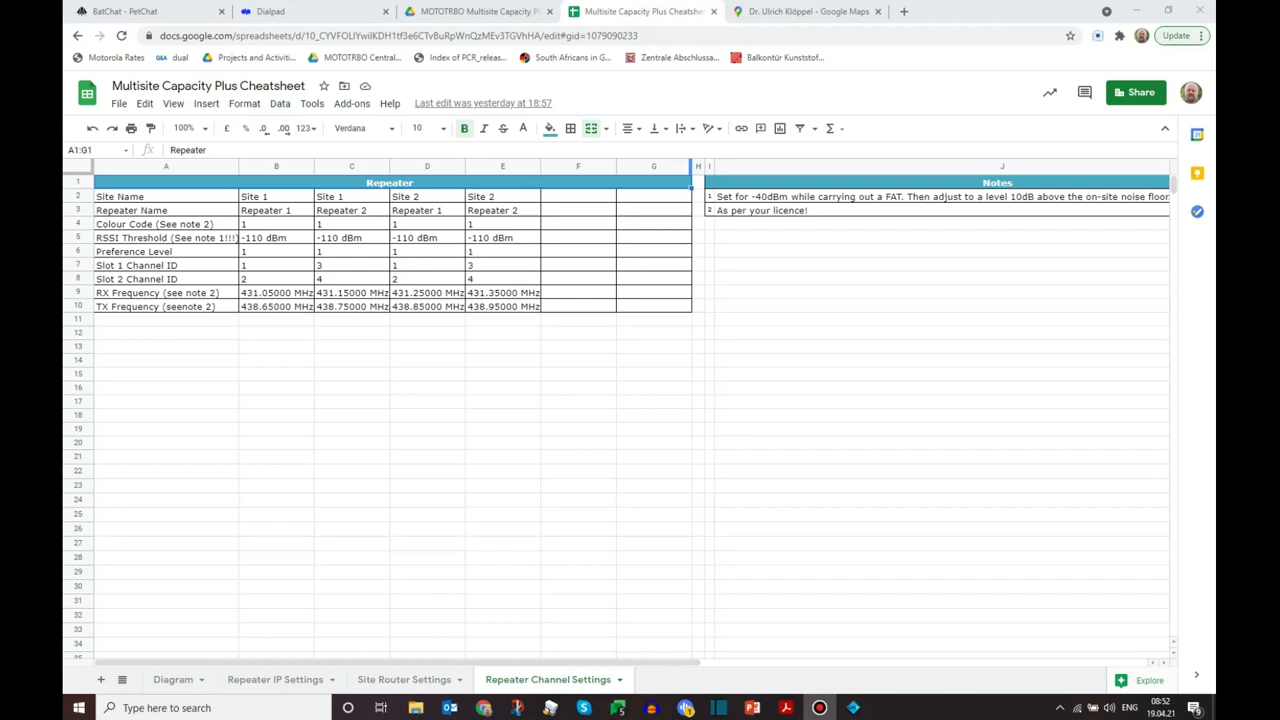 BatChat - PetChat
Dialpad
MOTOTRBO Multisite Capacity P
Multisite Capacity Plus Cheatshe
Dr. Ulrich Klöppel - Google Maps
docs.google.com/spreadsheets/d/10_CYVFOLIYwiIKDH1tf3e6CTvBuRpWnQzMEv3TGVhHA/edit#gid=1079090233
Update
Motorola Rates
Q&A dual
Projects and Activiti...
MOTOTRBO Central...
Index of PCR_releas...
South Africans in G...
Zentrale Abschlussa...
Balkontür Kunststof...
Multisite Capacity Plus Cheatsheet
File Edit View Insert Format Data Tools Add-ons Help Last edit was yesterday at 18:57
Share
100% £ % .0 .00 123 Verdana 10 B I S A
A1:G1 fx Repeater
A B C D E F G H I J
1 Repeater Notes
2 Site Name Site 1 Site 1 Site 2 Site 2 1 Set for -40dBm while carrying out a FAT. Then adjust to a level 10dB above the on-site noise floor
3 Repeater Name Repeater 1 Repeater 2 Repeater 1 Repeater 2 2 As per your licence!
4 Colour Code (See note 2) 1 1 1 1
5 RSSI Threshold (See note 1!!!) -110 dBm -110 dBm -110 dBm -110 dBm
6 Preference Level 1 1 1 1
7 Slot 1 Channel ID 1 3 1 3
8 Slot 2 Channel ID 2 4 2 4
9 RX Frequency (see note 2) 431.05000 MHz 431.15000 MHz 431.25000 MHz 431.35000 MHz
10 TX Frequency (seenote 2) 438.65000 MHz 438.75000 MHz 438.85000 MHz 438.95000 MHz
11
12
13
14
15
16
17
18
19
20
21
22
23
24
25
26
27
28
29
30
31
32
33
34
Diagram Repeater IP Settings Site Router Settings Repeater Channel Settings Explore
Type here to search
ENG
08:52
19.04.21